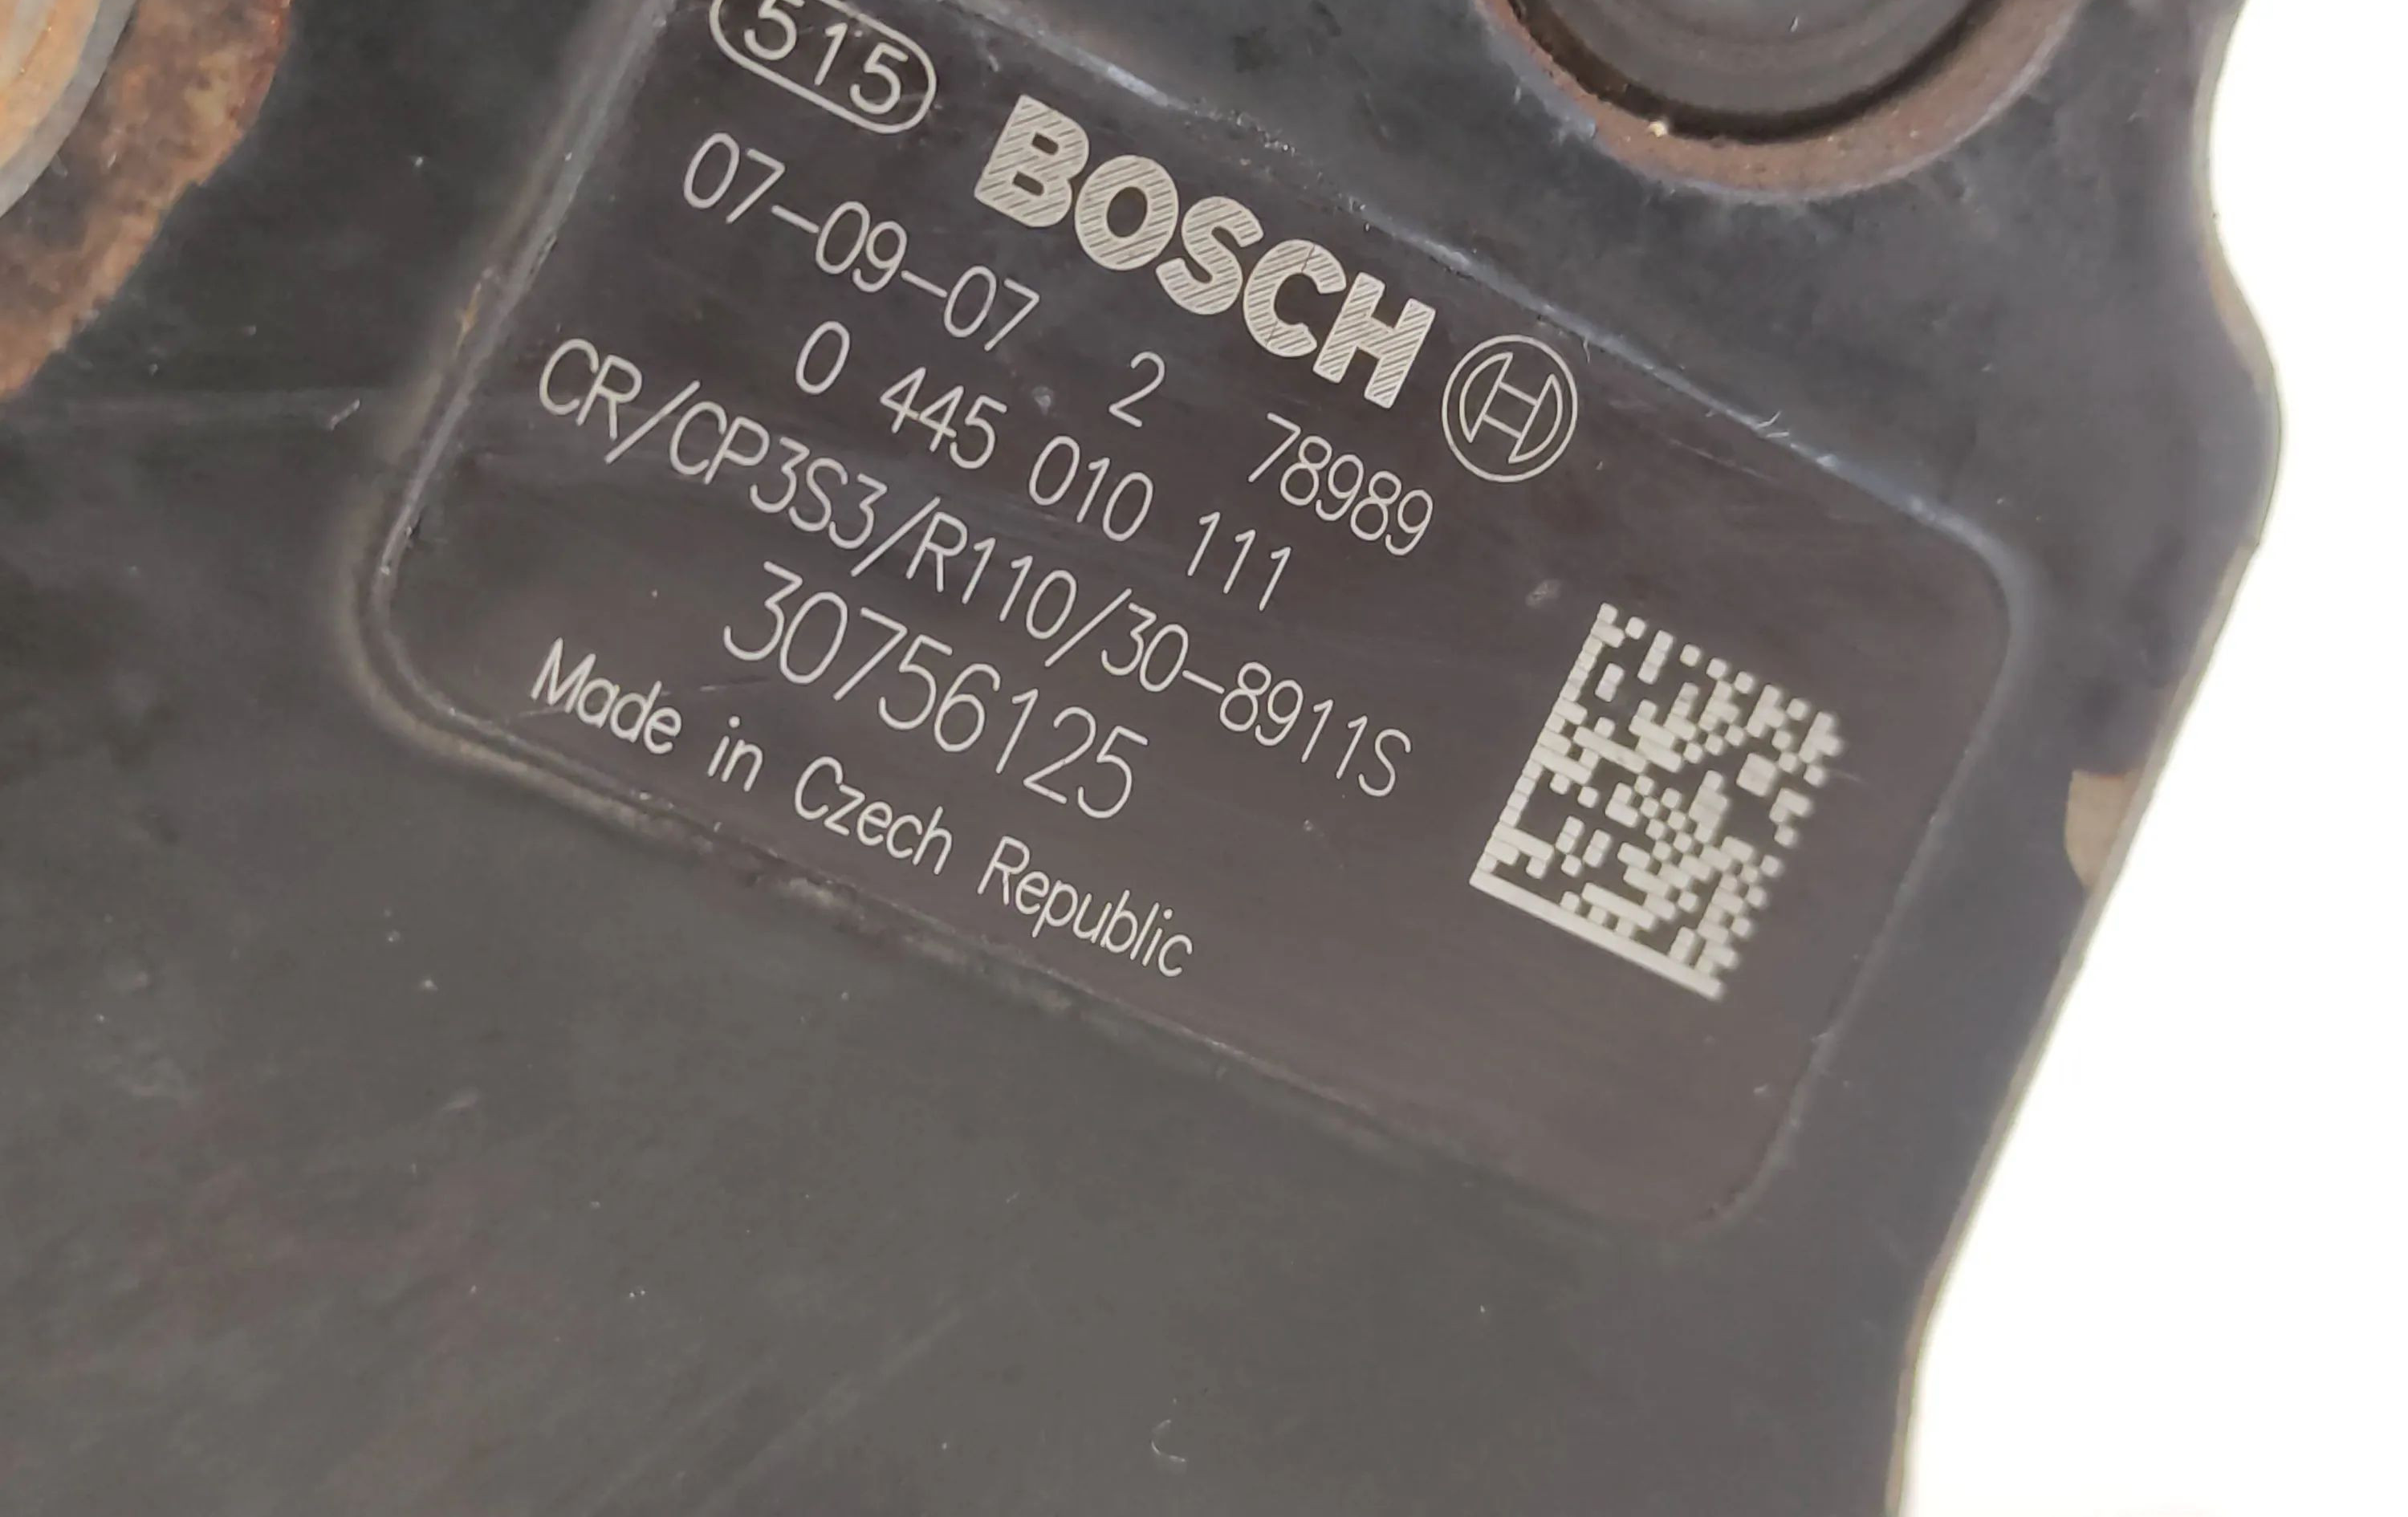 515
BOSCH
07-09-07 2 78989
0 445 010 111
CR/CP3S3/R110/30-8911S
30756125
Made in Czech Republic